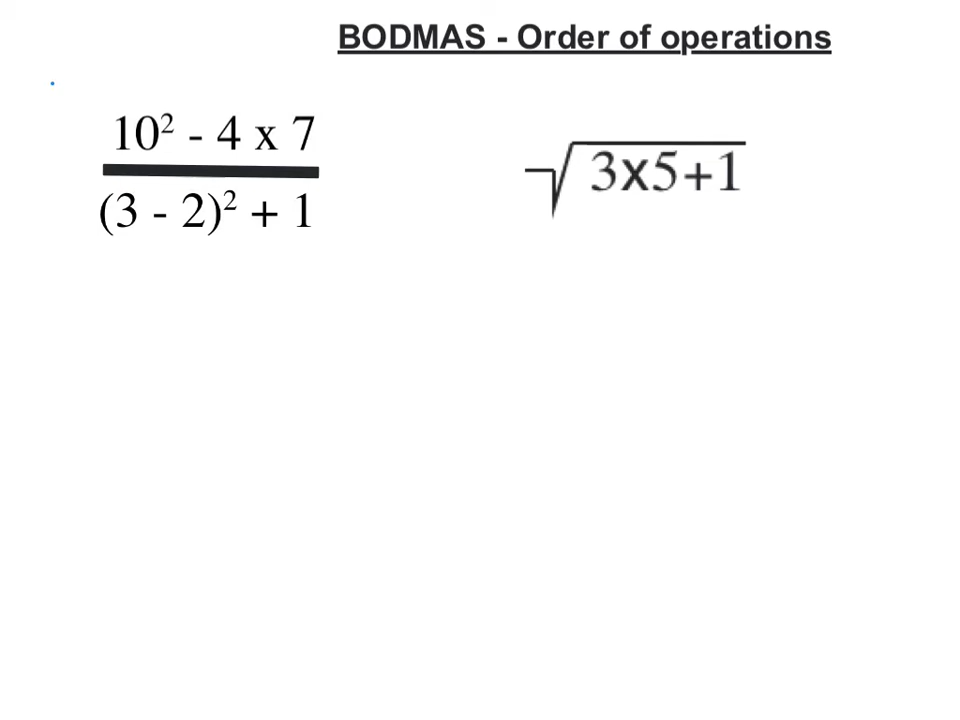 BODMAS - Order of operations
10² - 4 x 7
(3 - 2)² + 1
√3x5+1